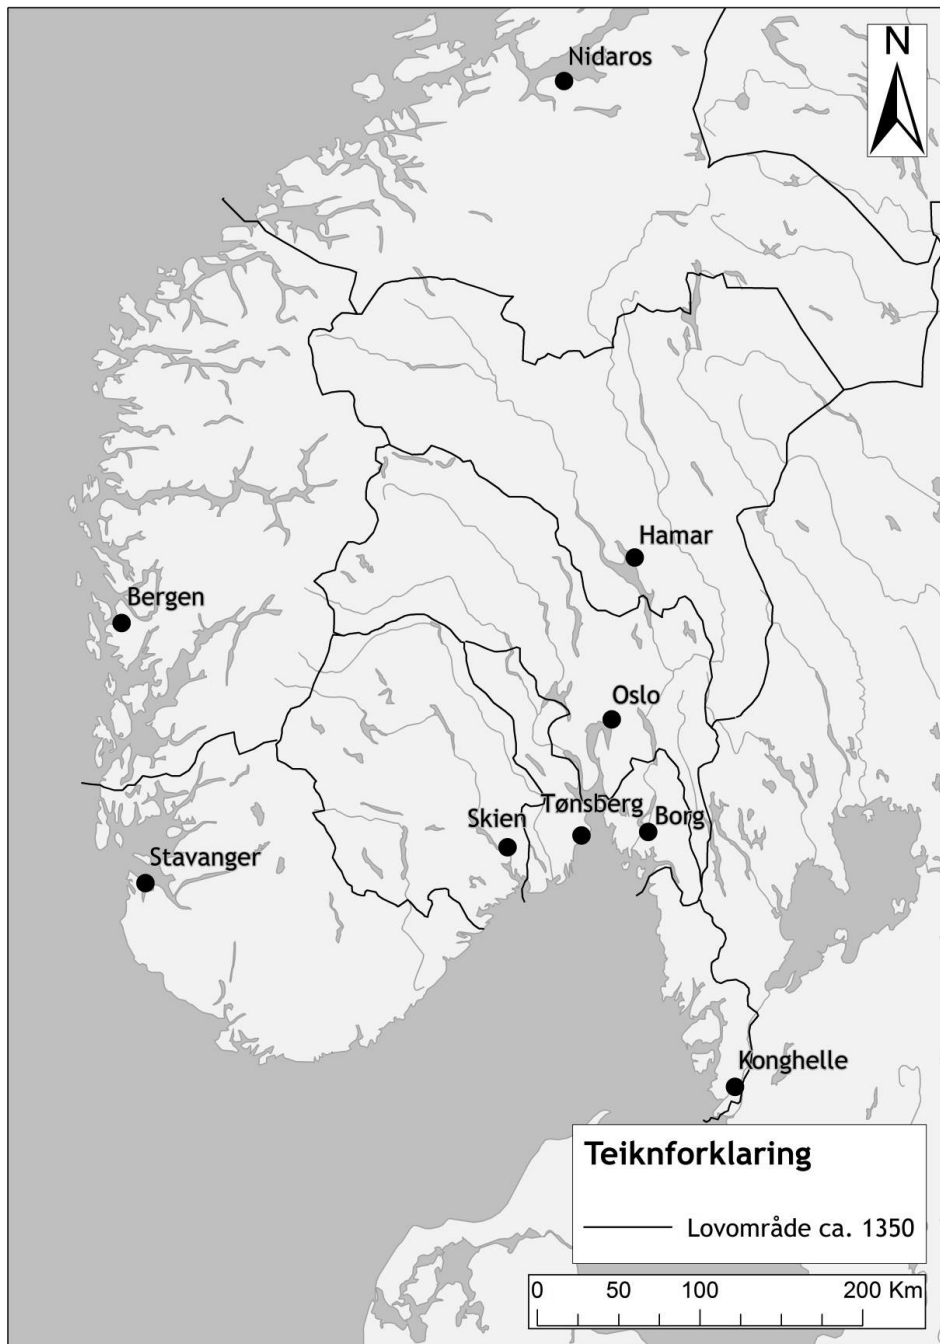 Nidaros
N
Hamar
Bergen
Oslo
Tønsberg
Borg
Skien
Stavanger
Konghelle
Teiknforklaring
Lovområde ca. 1350
0 50 100 200 Km